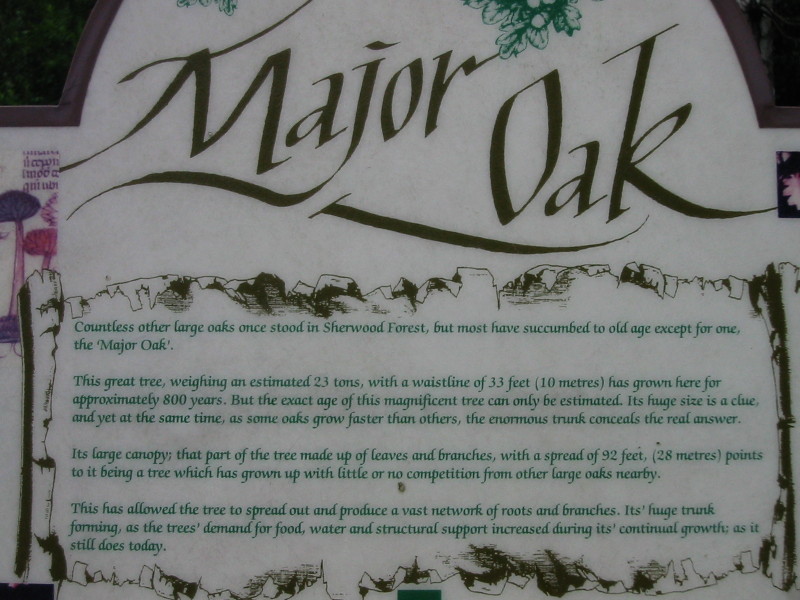 Major
Oak
Countless other large oaks once stood in Sherwood Forest, but most have succumbed to old age except for one,
the 'Major Oak'.
This great tree, weighing an estimated 23 tons, with a waistline of 33 feet (10 metres) has grown here for
approximately 800 years. But the exact age of this magnificent tree can only be estimated. Its huge size is a clue,
and yet at the same time, as some oaks grow faster than others, the enormous trunk conceals the real answer.
Its large canopy; that part of the tree made up of leaves and branches, with a spread of 92 feet, (28 metres) points
to it being a tree which has grown up with little or no competition from other large oaks nearby.
This has allowed the tree to spread out and produce a vast network of roots and branches. Its' huge trunk
forming, as the trees' demand for food, water and structural support increased during its' continual growth; as it
still does today.